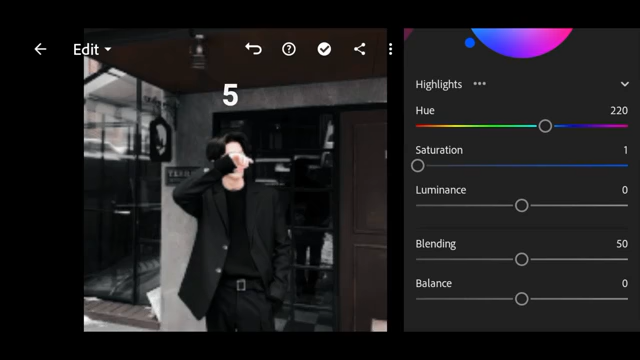 Edit
5
Highlights
Hue 220
Saturation 1
Luminance 0
Blending 50
Balance 0